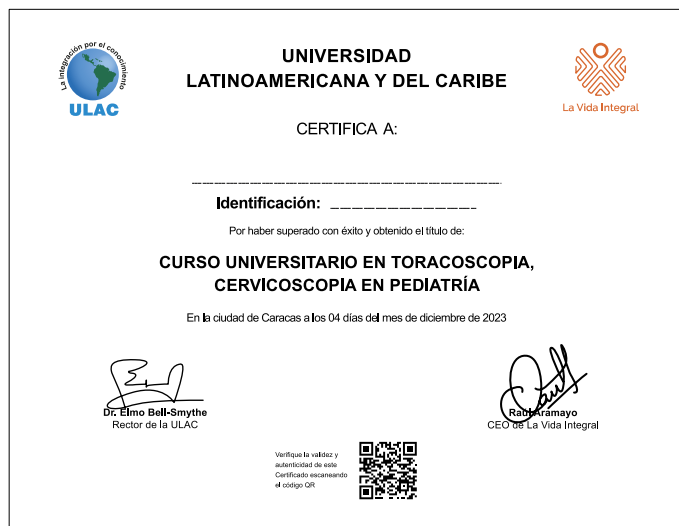 La integración por el conocimiento
ULAC
UNIVERSIDAD
LATINOAMERICANA Y DEL CARIBE
La Vida Integral
CERTIFICA A:
Identificación:
Por haber superado con éxito y obtenido el título de:
CURSO UNIVERSITARIO EN TORACOSCOPIA,
CERVICOSCOPIA EN PEDIATRÍA
En la ciudad de Caracas a los 04 días del mes de diciembre de 2023
Dr. Elmo Bell-Smythe
Rector de la ULAC
Raúl Aramayo
CEO de La Vida Integral
Verifique la validez y
autenticidad de este
Certificado escaneando
el código QR